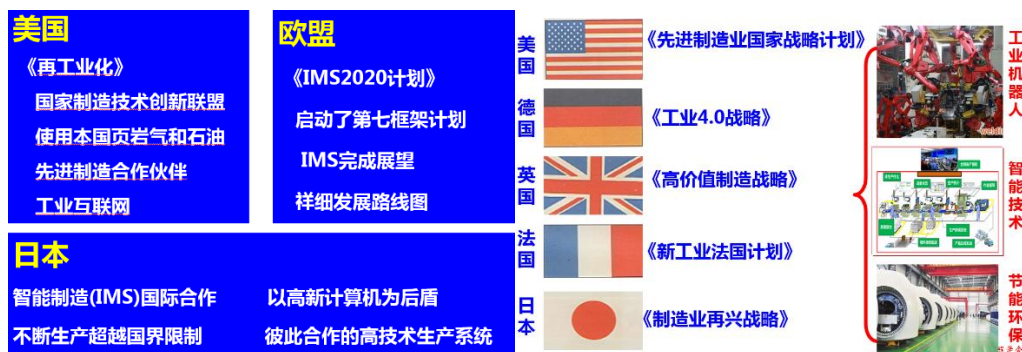 美国
《再工业化》
国家制造技术创新联盟
使用本国页岩气和石油
先进制造合作伙伴
工业互联网
欧盟
《IMS2020计划》
启动了第七框架计划
IMS完成展望
祥细发展路线图
日本
智能制造(IMS)国际合作
以高新计算机为后盾
不断生产超越国界限制
彼此合作的高技术生产系统
美国
《先进制造业国家战略计划》
德国
《工业4.0战略》
英国
《高价值制造战略》
法国
《新工业法国计划》
日本
《制造业再兴战略》
工业机器人
智能技术
节能环保